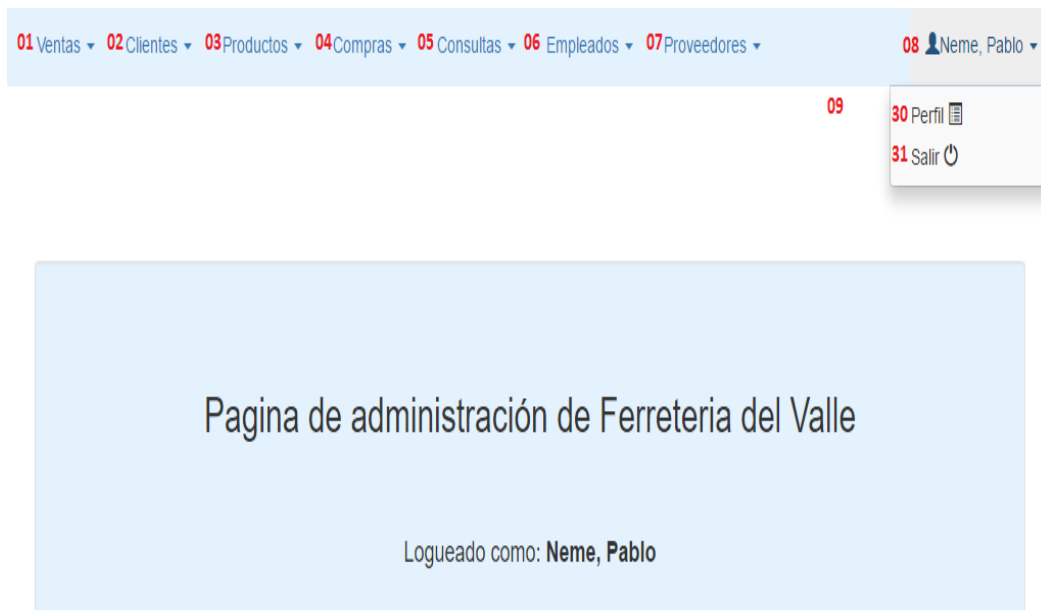 01 Ventas 02 Clientes 03 Productos 04 Compras 05 Consultas 06 Empleados 07 Proveedores 08 Neme, Pablo
09
30 Perfil
31 Salir
Pagina de administración de Ferreteria del Valle
Logueado como: Neme, Pablo